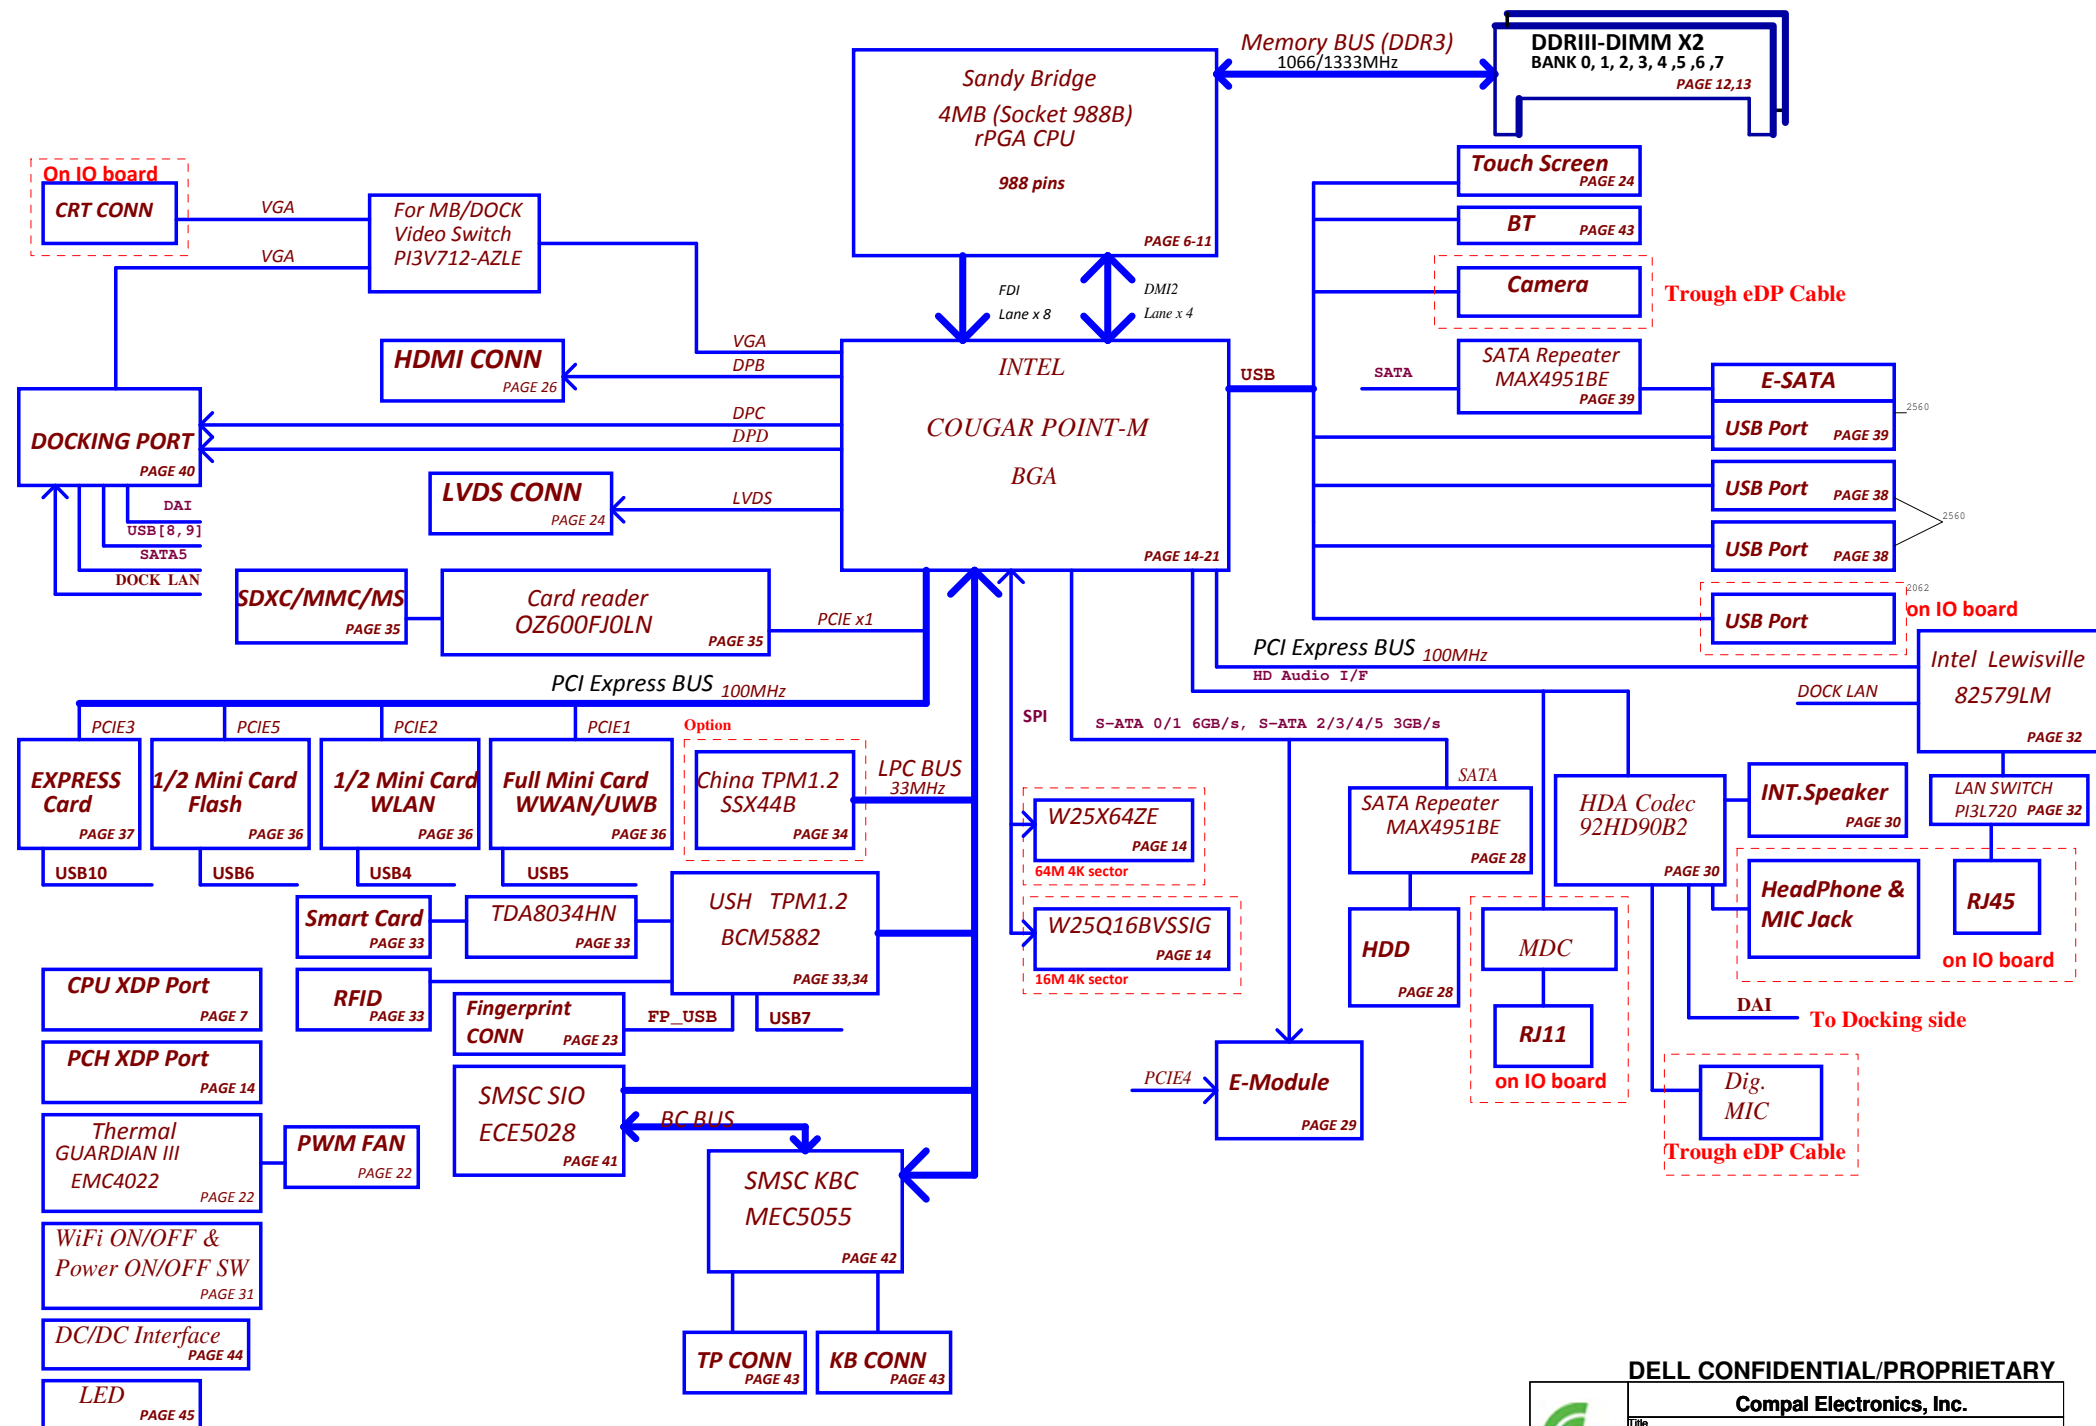 Memory BUS (DDR3)
1066/1333MHz
DDRIII-DIMM X2
BANK 0, 1, 2, 3, 4 ,5 ,6 ,7
PAGE 12,13
Sandy Bridge
4MB (Socket 988B)
rPGA CPU
988 pins
PAGE 6-11
On IO board
CRT CONN
VGA
VGA
For MB/DOCK
Video Switch
PI3V712-AZLE
FDI
Lane x 8
DMI2
Lane x 4
Touch Screen
PAGE 24
BT
PAGE 43
Camera
Trough eDP Cable
HDMI CONN
PAGE 26
VGA
DPB
DPC
DPD
LVDS
INTEL
COUGAR POINT-M
BGA
PAGE 14-21
USB
SATA
SATA Repeater
MAX4951BE
PAGE 39
E-SATA
USB Port
PAGE 39
2560
USB Port
PAGE 38
2560
USB Port
PAGE 38
2062
USB Port
on IO board
DOCKING PORT
PAGE 40
DAI
USB[8,9]
SATA5
DOCK LAN
LVDS CONN
PAGE 24
SDXC/MMC/MS
PAGE 35
Card reader
OZ600FJ0LN
PAGE 35
PCIE x1
PCI Express BUS 100MHz
PCI Express BUS 100MHz
HD Audio I/F
Intel Lewisville
82579LM
PAGE 32
DOCK LAN
PCIE3
PCIE5
PCIE2
PCIE1
EXPRESS
Card
PAGE 37
1/2 Mini Card
Flash
PAGE 36
1/2 Mini Card
WLAN
PAGE 36
Full Mini Card
WWAN/UWB
PAGE 36
USB10
USB6
USB4
USB5
Option
China TPM1.2
SSX44B
PAGE 34
LPC BUS
33MHz
SPI
S-ATA 0/1 6GB/s, S-ATA 2/3/4/5 3GB/s
W25X64ZE
PAGE 14
64M 4K sector
W25Q16BVSSIG
PAGE 14
16M 4K sector
SATA
SATA Repeater
MAX4951BE
PAGE 28
HDD
PAGE 28
HDA Codec
92HD90B2
PAGE 30
INT.Speaker
PAGE 30
LAN SWITCH
PI3L720 PAGE 32
HeadPhone &
MIC Jack
RJ45
on IO board
MDC
RJ11
on IO board
DAI
To Docking side
Dig.
MIC
Trough eDP Cable
PCIE4
E-Module
PAGE 29
Smart Card
PAGE 33
TDA8034HN
PAGE 33
USH TPM1.2
BCM5882
PAGE 33,34
RFID
PAGE 33
Fingerprint
CONN
PAGE 23
FP_USB
USB7
CPU XDP Port
PAGE 7
PCH XDP Port
PAGE 14
Thermal
GUARDIAN III
EMC4022
PAGE 22
PWM FAN
PAGE 22
SMSC SIO
ECE5028
PAGE 41
BC BUS
SMSC KBC
MEC5055
PAGE 42
WiFi ON/OFF &
Power ON/OFF SW
PAGE 31
DC/DC Interface
PAGE 44
LED
PAGE 45
TP CONN
PAGE 43
KB CONN
PAGE 43
DELL CONFIDENTIAL/PROPRIETARY
Compal Electronics, Inc.
Title